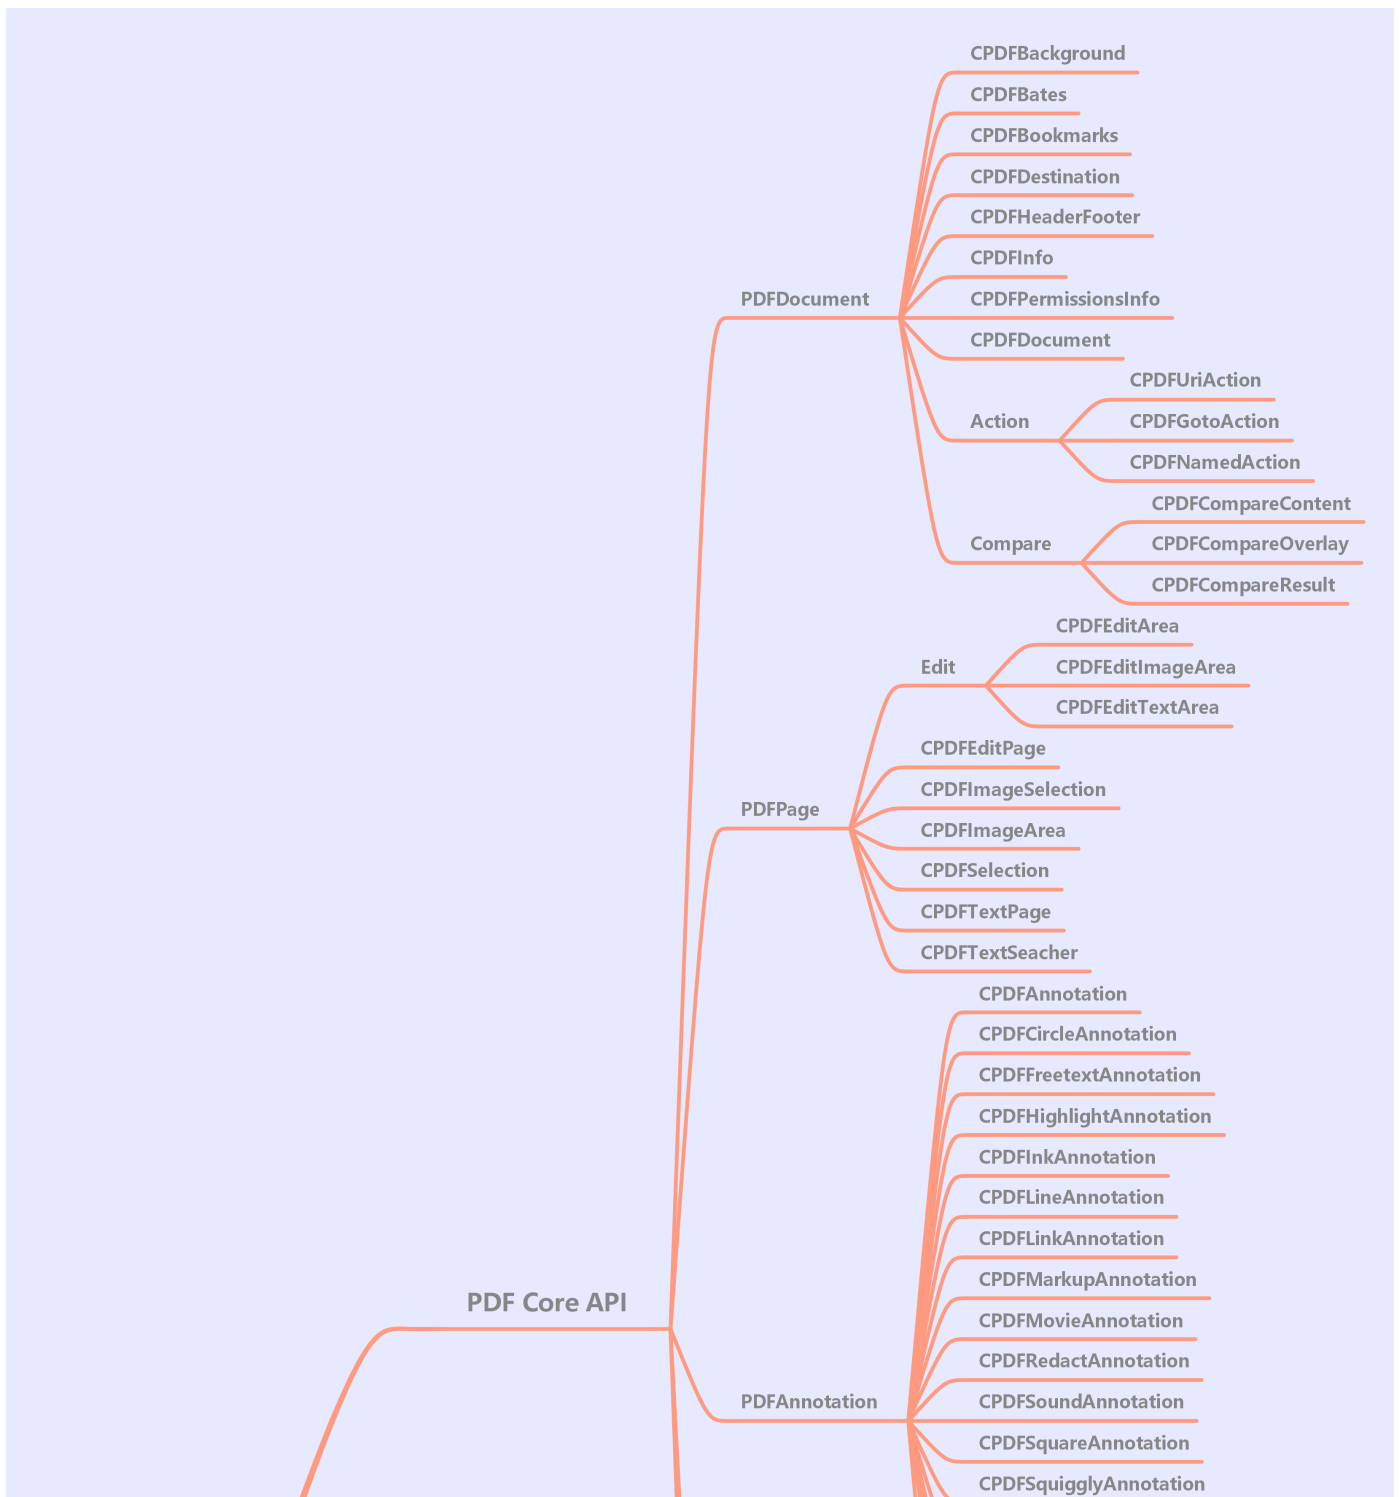 CPDFBackground
CPDFBates
CPDFBookmarks
CPDFDestination
CPDFHeaderFooter
CPDFInfo
PDFDocument
CPDFPermissionsInfo
CPDFDocument
CPDFUriAction
Action
CPDFGotoAction
CPDFNamedAction
CPDFCompareContent
Compare
CPDFCompareOverlay
CPDFCompareResult
CPDFEditArea
Edit
CPDFEditImageArea
CPDFEditTextArea
CPDFEditPage
CPDFImageSelection
PDFPage
CPDFImageArea
CPDFSelection
CPDFTextPage
CPDFTextSeacher
CPDFAnnotation
CPDFCircleAnnotation
CPDFFreetextAnnotation
CPDFHighlightAnnotation
CPDFInkAnnotation
CPDFLineAnnotation
CPDFLinkAnnotation
CPDFMarkupAnnotation
PDF Core API
CPDFMovieAnnotation
CPDFRedactAnnotation
PDFAnnotation
CPDFSoundAnnotation
CPDFSquareAnnotation
CPDFSquigglyAnnotation